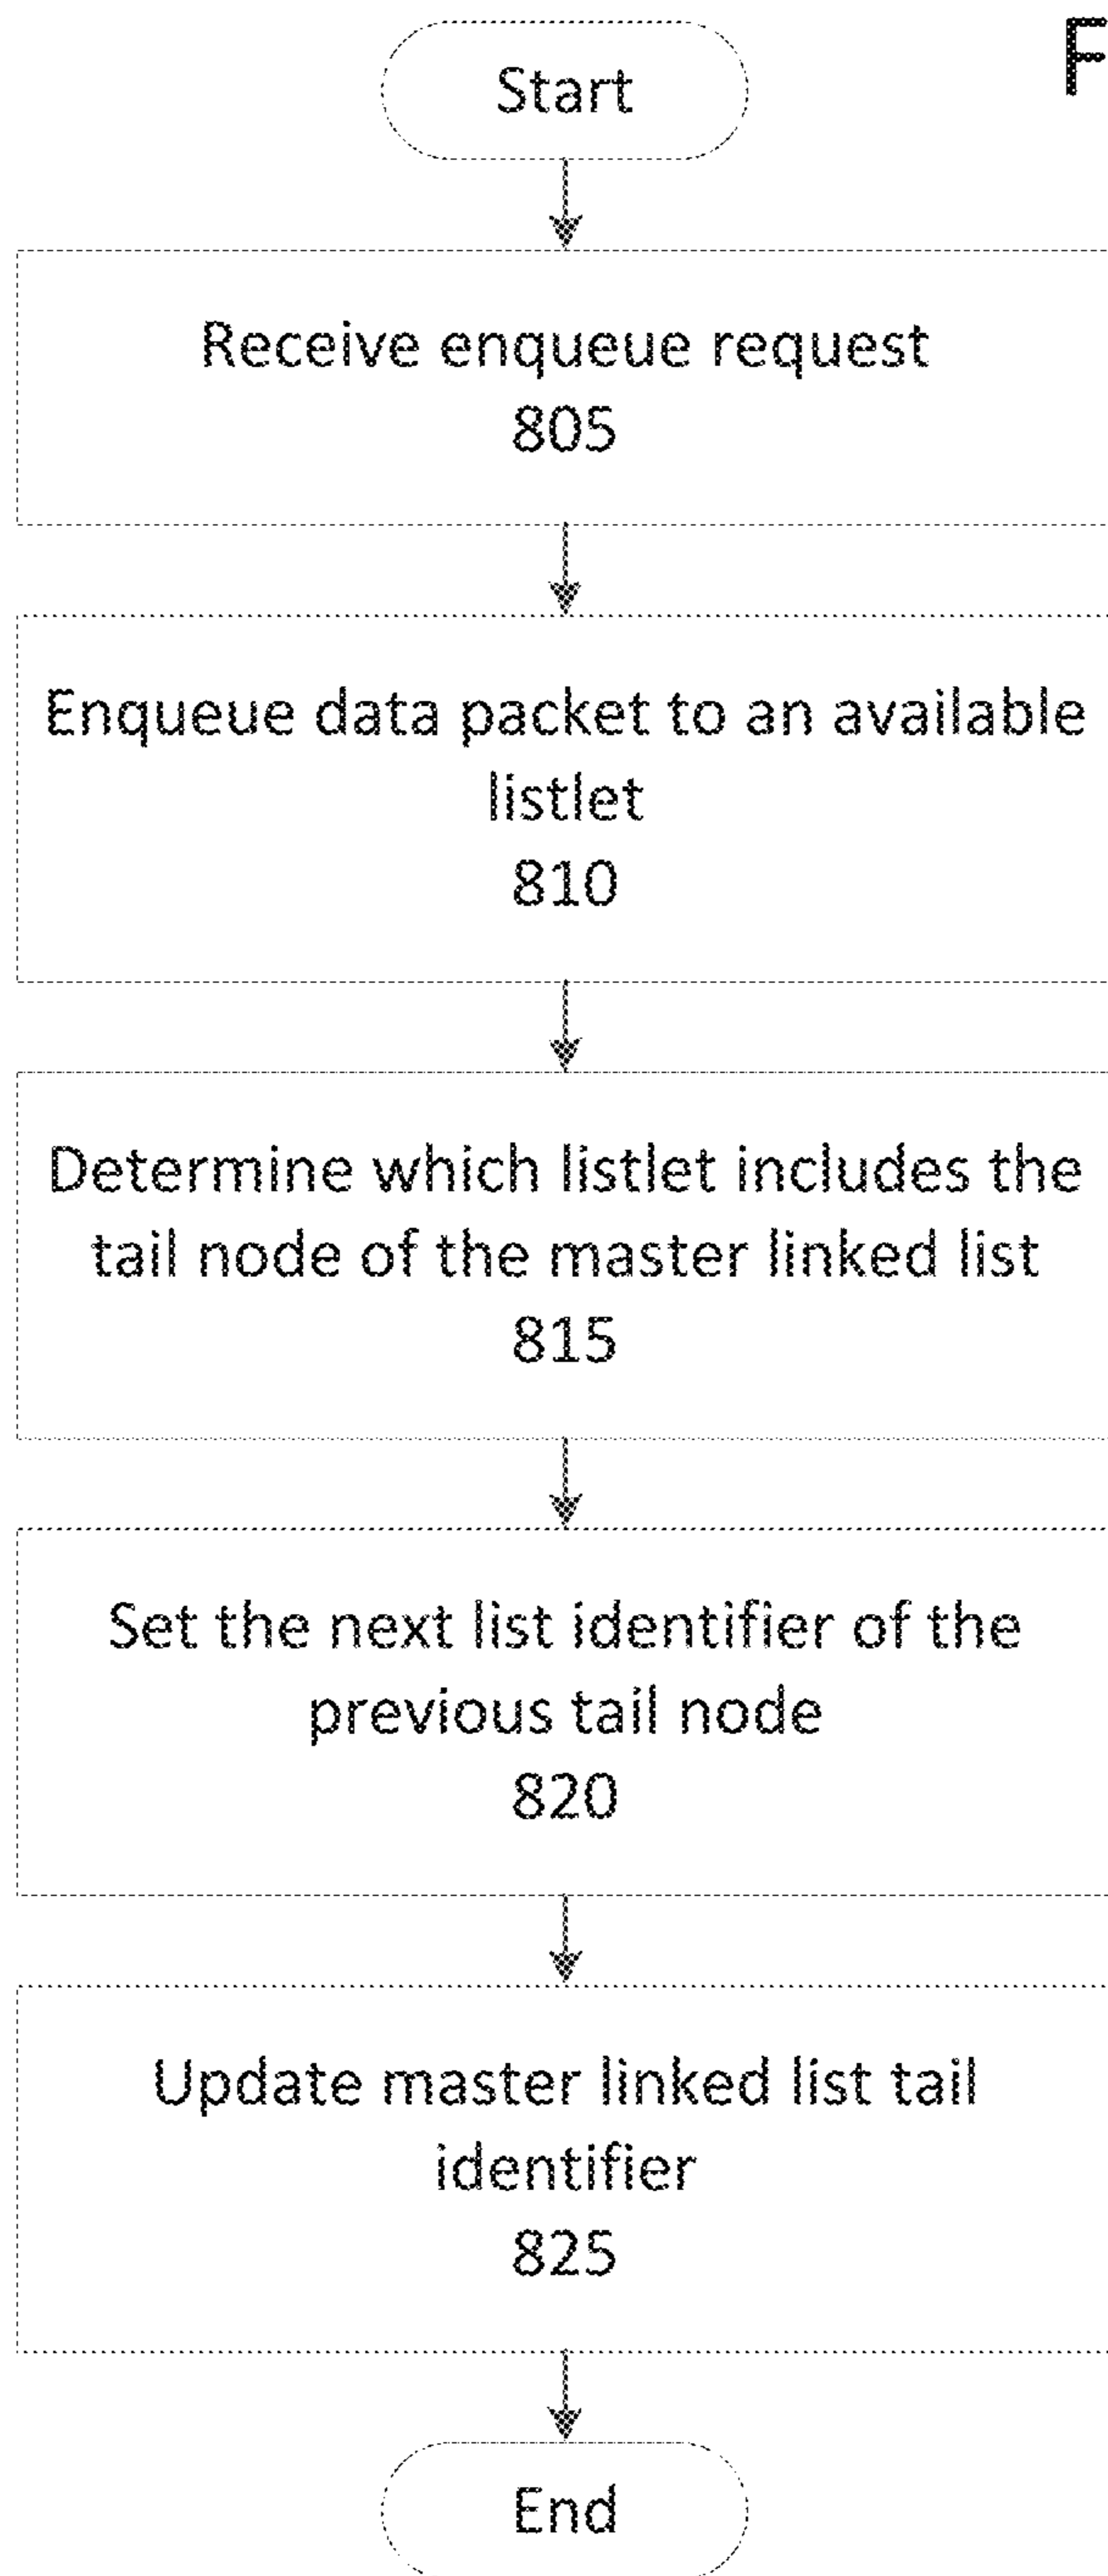 F
Start
Receive enqueue request
805
Enqueue data packet to an available
listlet
810
Determine which listlet includes the
tail node of the master linked list
815
Set the next list identifier of the
previous tail node
820
Update master linked list tail
identifier
825
End